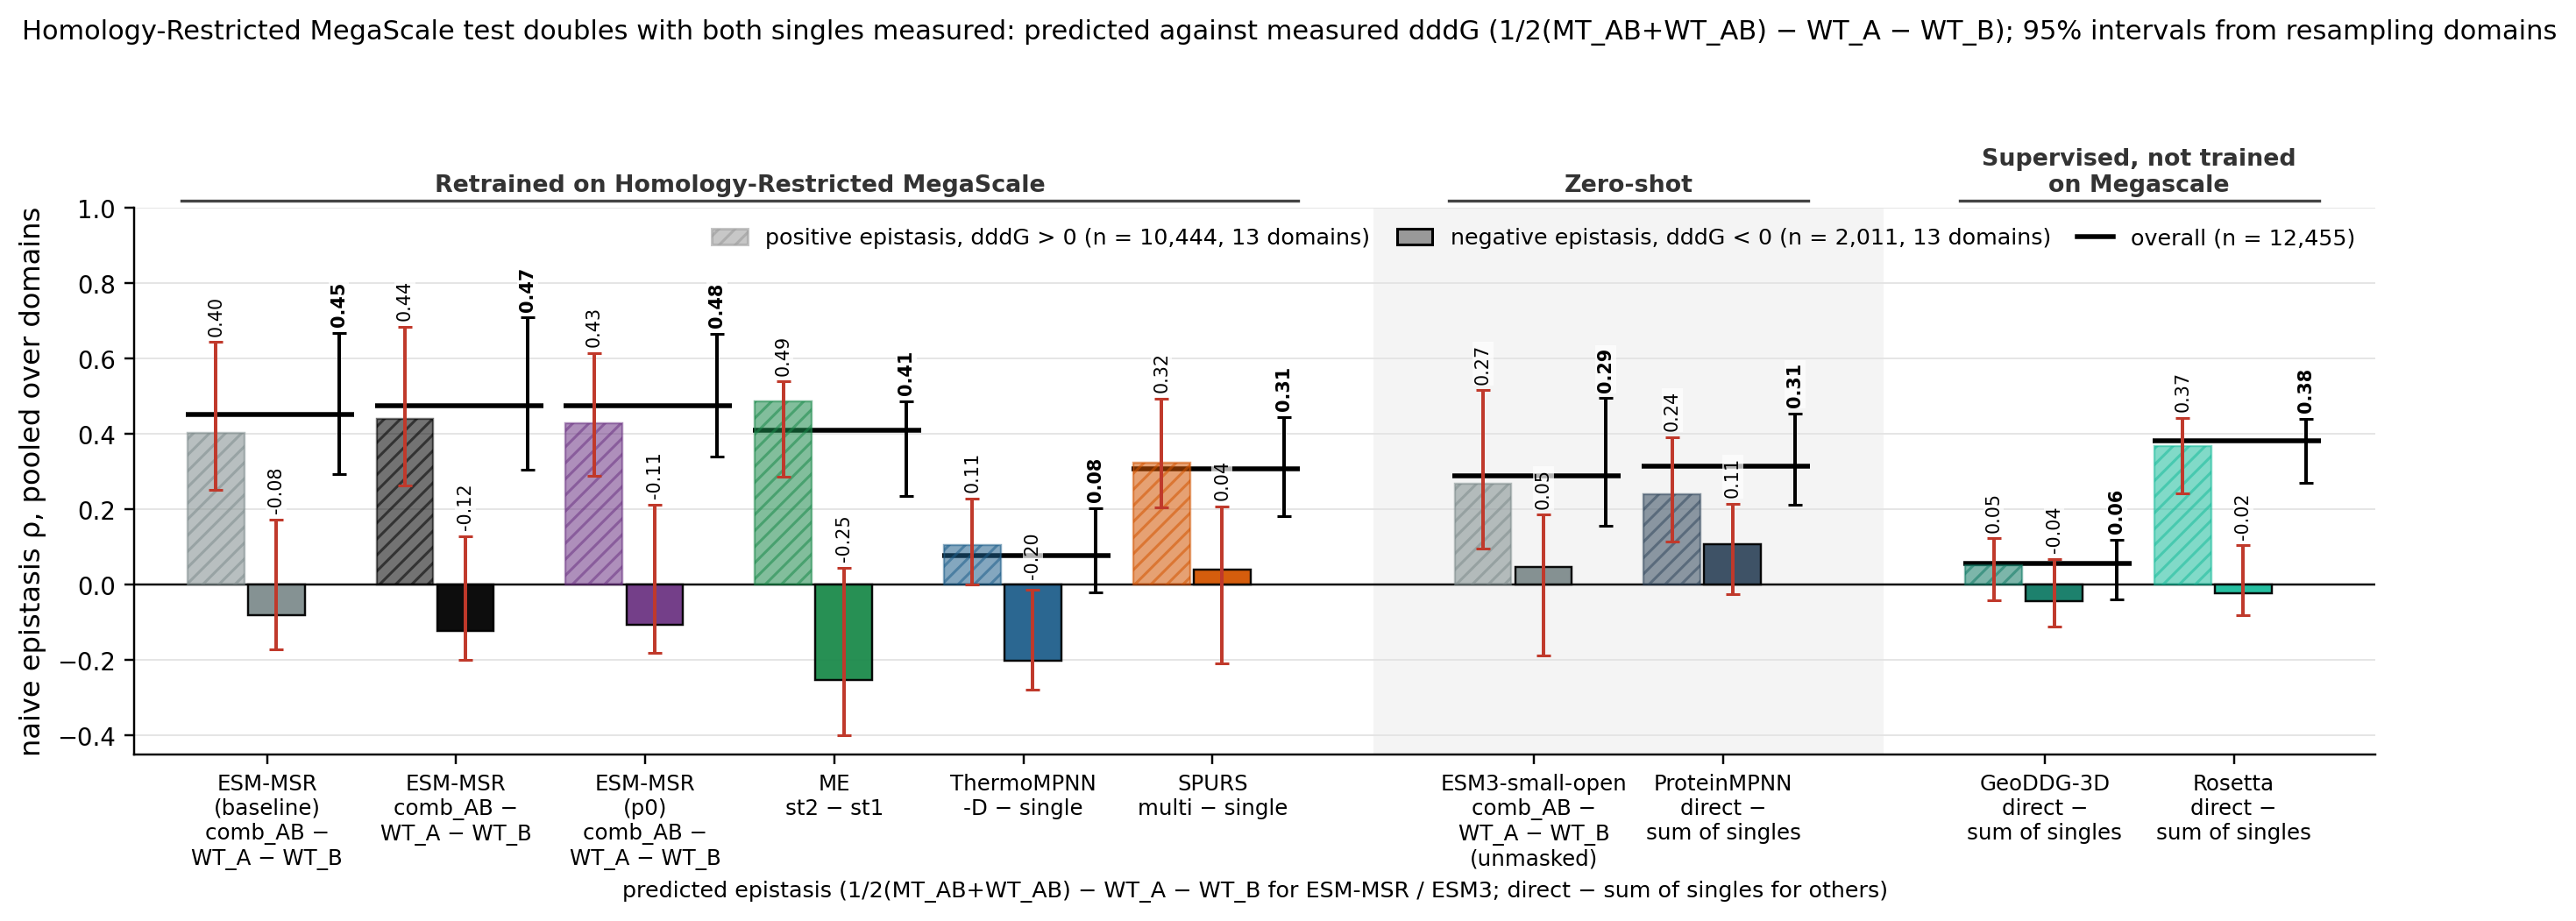 Homology-Restricted MegaScale test doubles with both singles measured: predicted against measured dddG (1/2(MT_AB+WT_AB) − WT_A − WT_B); 95% intervals from resampling domains
Retrained on Homology-Restricted MegaScale
Zero-shot
Supervised, not trained
on Megascale
positive epistasis, dddG > 0 (n = 10,444, 13 domains)
negative epistasis, dddG < 0 (n = 2,011, 13 domains)
overall (n = 12,455)
naive epistasis ρ, pooled over domains
1.0
0.8
0.6
0.4
0.2
0.0
−0.2
−0.4
0.40
-0.08
0.45
0.44
-0.12
0.47
0.43
-0.11
0.48
0.49
-0.25
0.41
0.11
-0.20
0.08
0.32
0.04
0.31
0.27
0.05
0.29
0.24
0.11
0.31
0.05
-0.04
0.06
0.37
-0.02
0.38
ESM-MSR
(baseline)
comb_AB −
WT_A − WT_B
ESM-MSR
comb_AB −
WT_A − WT_B
ESM-MSR
(p0)
comb_AB −
WT_A − WT_B
ME
st2 − st1
ThermoMPNN
-D − single
SPURS
multi − single
ESM3-small-open
comb_AB −
WT_A − WT_B
(unmasked)
ProteinMPNN
direct −
sum of singles
GeoDDG-3D
direct −
sum of singles
Rosetta
direct −
sum of singles
predicted epistasis (1/2(MT_AB+WT_AB) − WT_A − WT_B for ESM-MSR / ESM3; direct − sum of singles for others)